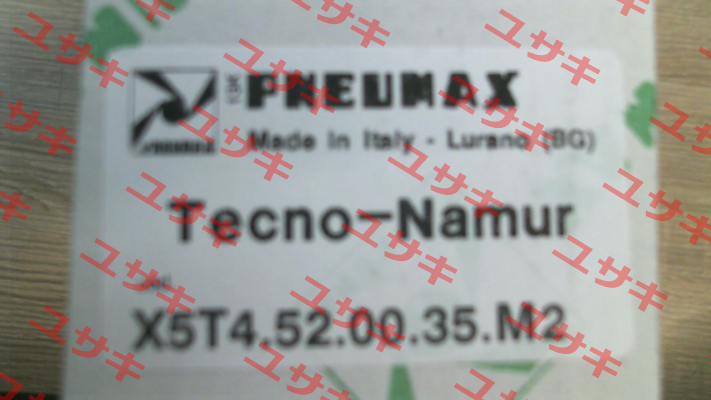 PNEUMAX
Made In Italy - Lurano (BG)
Tecno-Namur
X5T4.52.00.35.M2
ユサキ